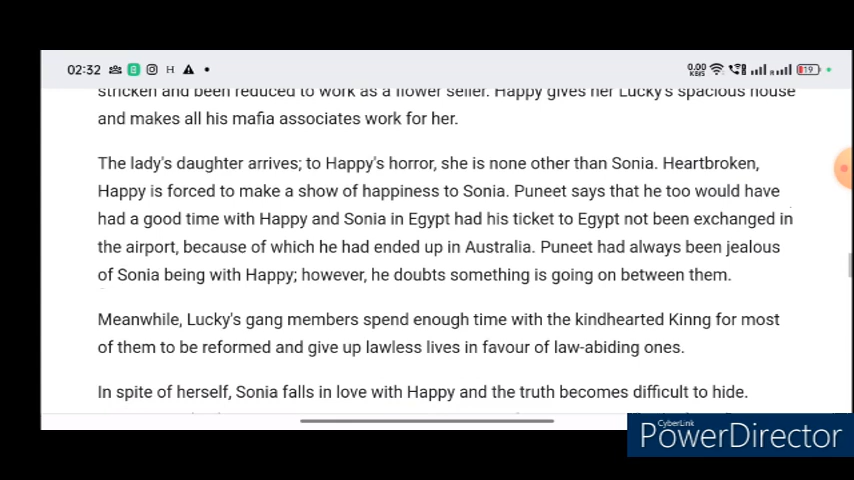 02:32 H
0.00 KB/S 19
stricken and been reduced to work as a flower seller. Happy gives her Lucky's spacious house
and makes all his mafia associates work for her.
The lady's daughter arrives; to Happy's horror, she is none other than Sonia. Heartbroken,
Happy is forced to make a show of happiness to Sonia. Puneet says that he too would have
had a good time with Happy and Sonia in Egypt had his ticket to Egypt not been exchanged in
the airport, because of which he had ended up in Australia. Puneet had always been jealous
of Sonia being with Happy; however, he doubts something is going on between them.
Meanwhile, Lucky's gang members spend enough time with the kindhearted Kinng for most
of them to be reformed and give up lawless lives in favour of law-abiding ones.
In spite of herself, Sonia falls in love with Happy and the truth becomes difficult to hide.
CyberLink
PowerDirector